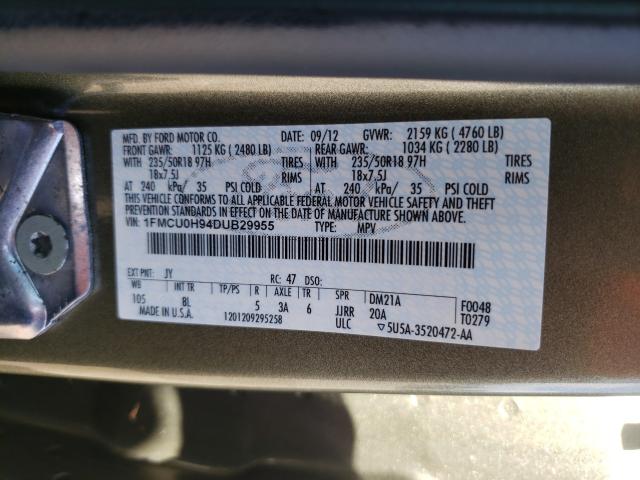 MFD. BY FORD MOTOR CO. DATE: 09/12 GVWR: 2159 KG ( 4760 LB)
FRONT GAWR: 1125 KG ( 2480 LB) REAR GAWR: 1034 KG ( 2280 LB)
WITH 235/50R18 97H TIRES WITH 235/50R18 97H TIRES
18x7.5J RIMS 18x7.5J RIMS
AT 240 kPa/ 35 PSI COLD AT 240 kPa/ 35 PSI COLD
THIS VEHICLE CONFORMS TO ALL APPLICABLE FEDERAL MOTOR VEHICLE SAFETY AND THEFT
PREVENTION STANDARDS IN EFFECT ON THE DATE OF MANUFACTURE SHOWN ABOVE.
VIN: 1FMCU0H94DUB29955 TYPE: MPV
EXT PNT: JY RC: 47 DSO:
WB TP/PS R AXLE TR SPR DM21A F0048
105 8L 5 3A 6 JJRR 20A T0279
MADE IN U.S.A. 1201209295258 ULC ▽5U5A-3520472-AA